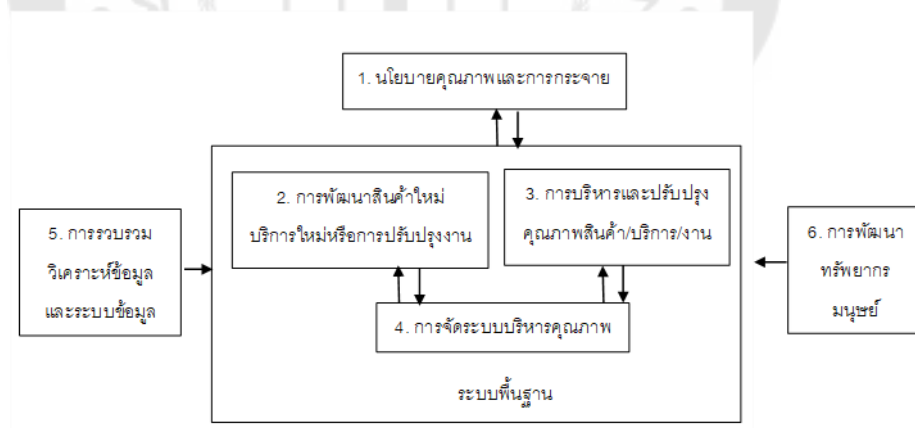 1. นโยบายคุณภาพและการกระจาย
2. การพัฒนาสินค้าใหม่
บริการใหม่หรือการปรับปรุงงาน
3. การบริหารและปรับปรุง
คุณภาพสินค้า/บริการ/งาน
5. การรวบรวม
วิเคราะห์ข้อมูล
และระบบข้อมูล
6. การพัฒนา
ทรัพยากร
มนุษย์
4. การจัดระบบบริหารคุณภาพ
ระบบพื้นฐาน